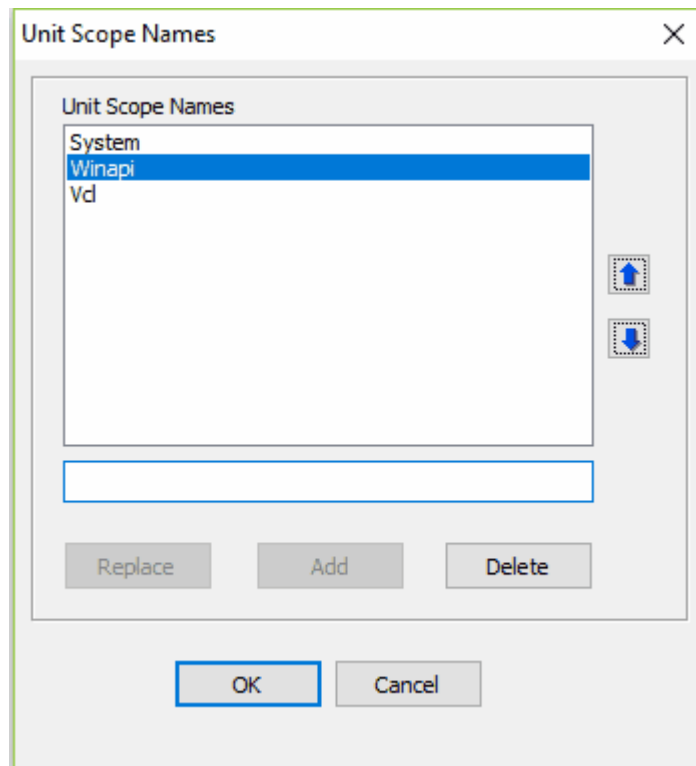 Unit Scope Names
Unit Scope Names
System
Winapi
Vcl
Replace Add Delete
OK Cancel